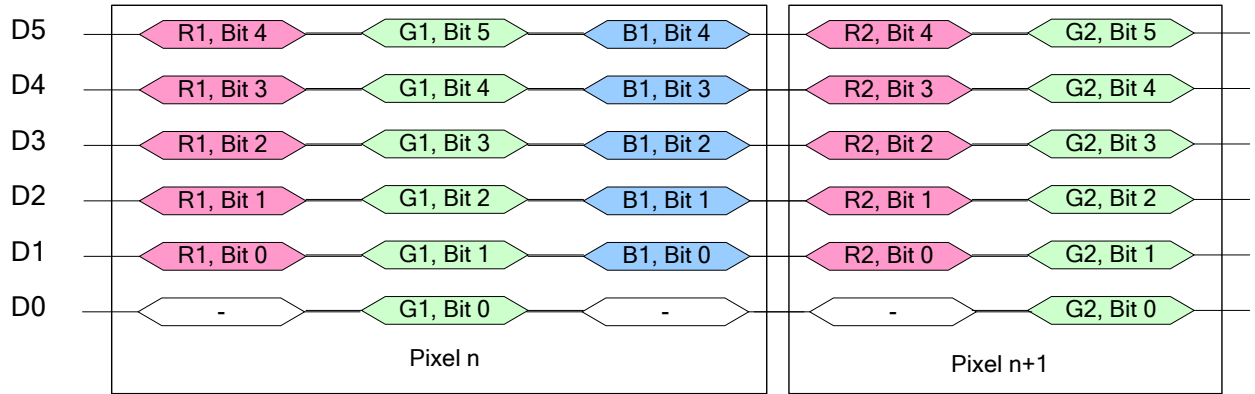 D5 R1, Bit 4 G1, Bit 5 B1, Bit 4 R2, Bit 4 G2, Bit 5
D4 R1, Bit 3 G1, Bit 4 B1, Bit 3 R2, Bit 3 G2, Bit 4
D3 R1, Bit 2 G1, Bit 3 B1, Bit 2 R2, Bit 2 G2, Bit 3
D2 R1, Bit 1 G1, Bit 2 B1, Bit 1 R2, Bit 1 G2, Bit 2
D1 R1, Bit 0 G1, Bit 1 B1, Bit 0 R2, Bit 0 G2, Bit 1
D0 - G1, Bit 0 - - G2, Bit 0
Pixel n Pixel n+1